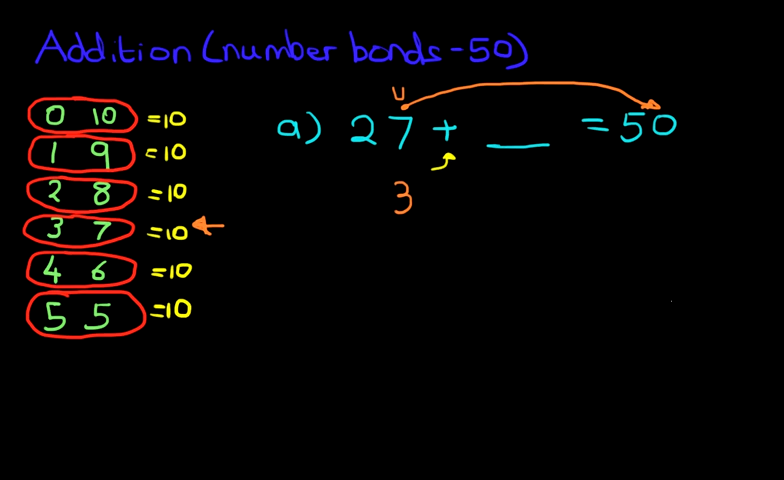 Addition (number bonds - 50)
0 10 =10
1 9 =10
2 8 =10
3 7 =10
4 6 =10
5 5 =10
U
a) 27 + ___ = 50
3